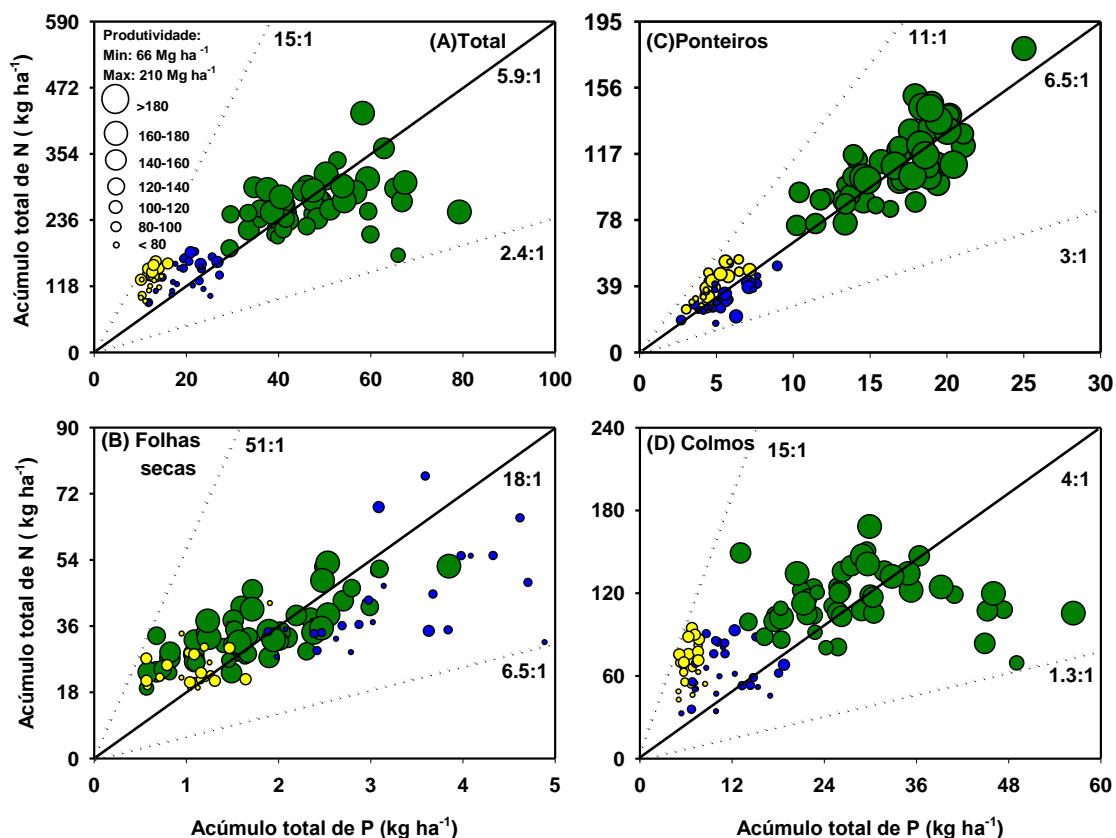 Acúmulo total de N ( kg ha-1)
590
472
354
236
118
0
0 20 40 60 80 100
Produtividade:
Min: 66 Mg ha -1
Max: 210 Mg ha-1
>180
160-180
140-160
120-140
100-120
80-100
< 80
15:1
(A)Total
5.9:1
2.4:1
195
156
117
78
39
0
0 5 10 15 20 25 30
(C)Ponteiros
11:1
6.5:1
3:1
Acúmulo total de N ( kg ha-1)
90
72
54
36
18
0
0 1 2 3 4 5
(B) Folhas
secas
51:1
18:1
6.5:1
Acúmulo total de P (kg ha-1)
240
180
120
60
0
0 12 24 36 48 60
(D) Colmos
15:1
4:1
1.3:1
Acúmulo total de P (kg ha-1)